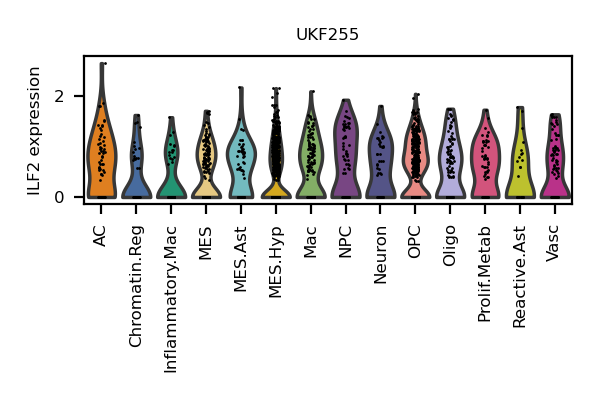 UKF255
ILF2 expression
2
0
AC
Chromatin.Reg
Inflammatory.Mac
MES
MES.Ast
MES.Hyp
Mac
NPC
Neuron
OPC
Oligo
Prolif.Metab
Reactive.Ast
Vasc